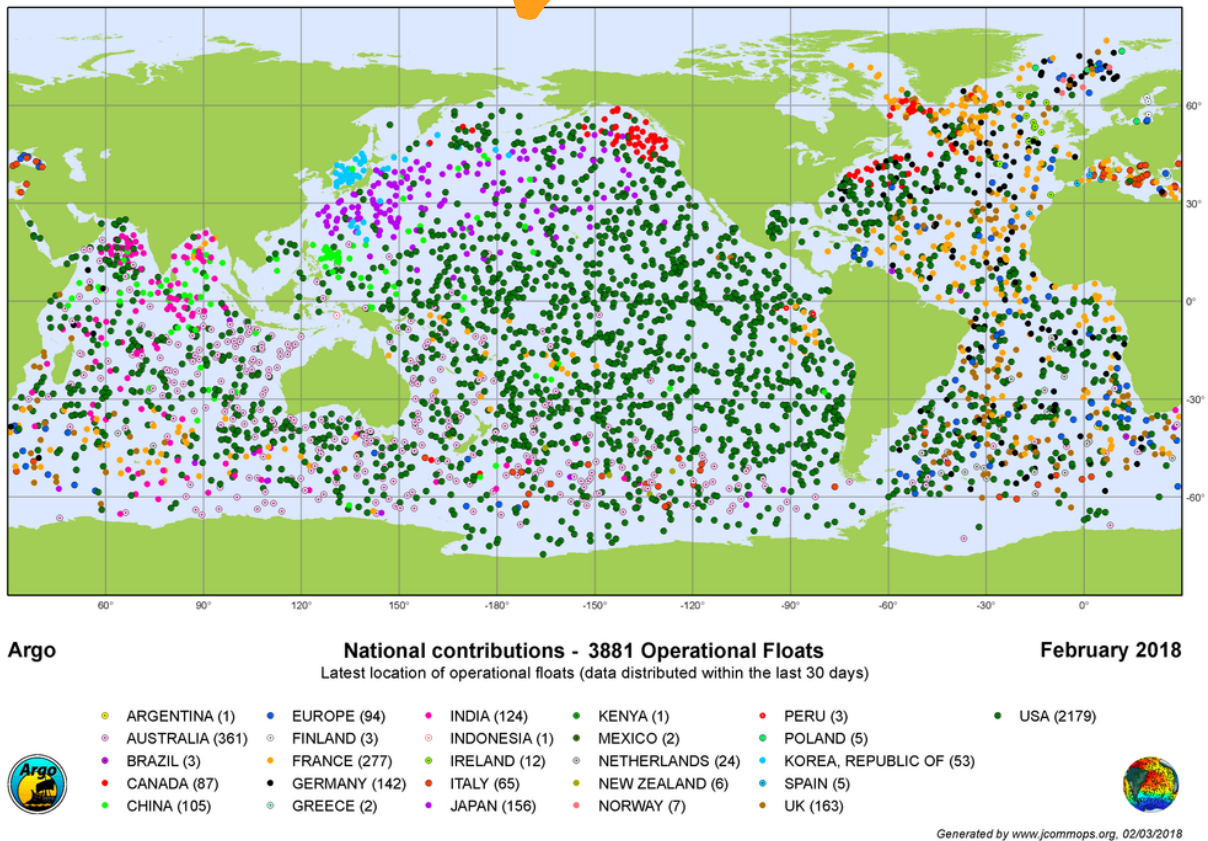 60°
30°
0°
-30°
-60°
60° 90° 120° 150° -180° -150° -120° -90° -60° -30° 0°
Argo
National contributions - 3881 Operational Floats
February 2018
Latest location of operational floats (data distributed within the last 30 days)
ARGENTINA (1) EUROPE (94) INDIA (124) KENYA (1) PERU (3) USA (2179)
AUSTRALIA (361) FINLAND (3) INDONESIA (1) MEXICO (2) POLAND (5)
BRAZIL (3) FRANCE (277) IRELAND (12) NETHERLANDS (24) KOREA, REPUBLIC OF (53)
CANADA (87) GERMANY (142) ITALY (65) NEW ZEALAND (6) SPAIN (5)
CHINA (105) GREECE (2) JAPAN (156) NORWAY (7) UK (163)
Argo
Generated by www.jcommops.org, 02/03/2018